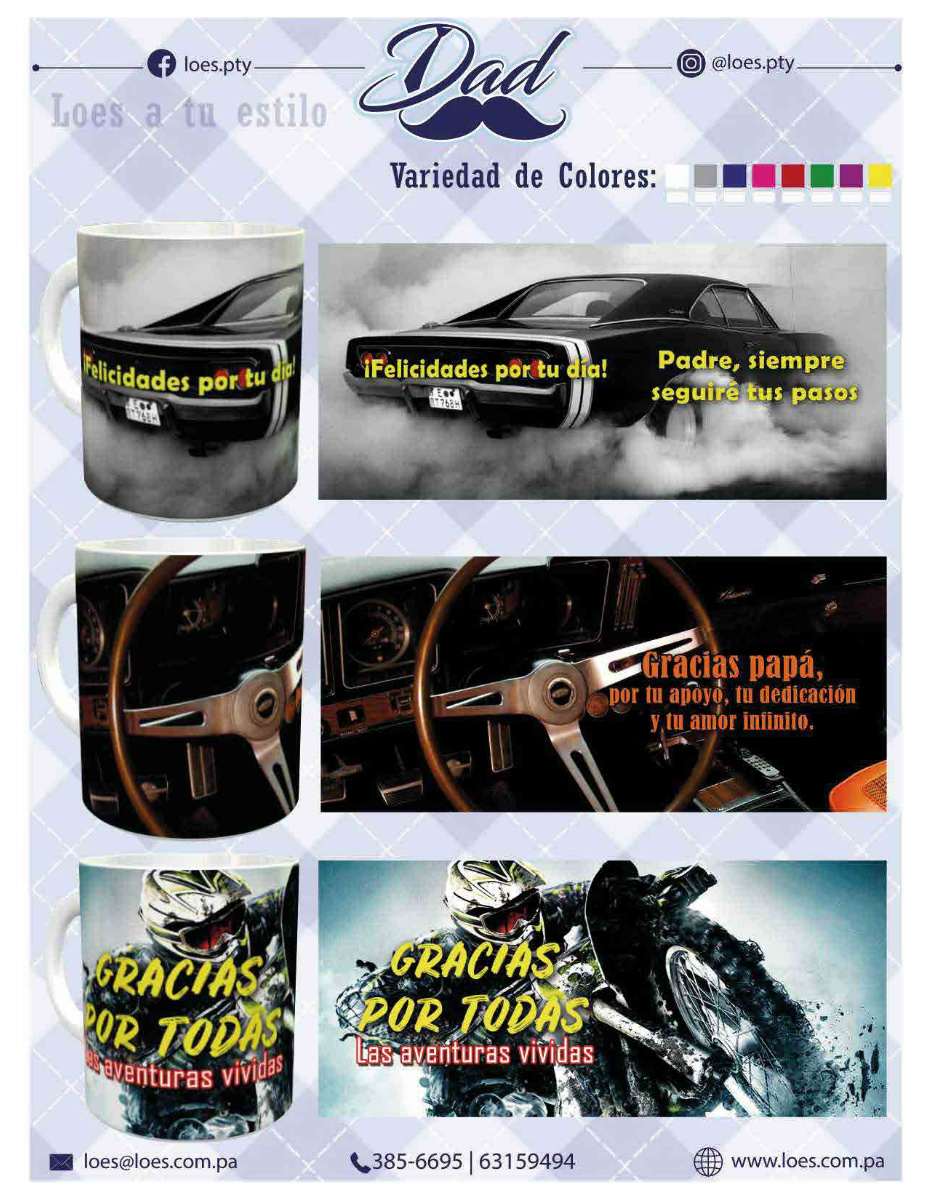 loes.pty
Dad
@loes.pty
Loes a tu estilo
Variedad de Colores:
¡Felicidades por tu día!
¡Felicidades por tu día!
Padre, siempre
seguiré tus pasos
Gracias papá,
por tu apoyo, tu dedicación
y tu amor infinito.
GRACIAS
POR TODAS
Las aventuras vividas
GRACIAS
POR TODAS
Las aventuras vividas
loes@loes.com.pa
385-6695 | 63159494
www.loes.com.pa